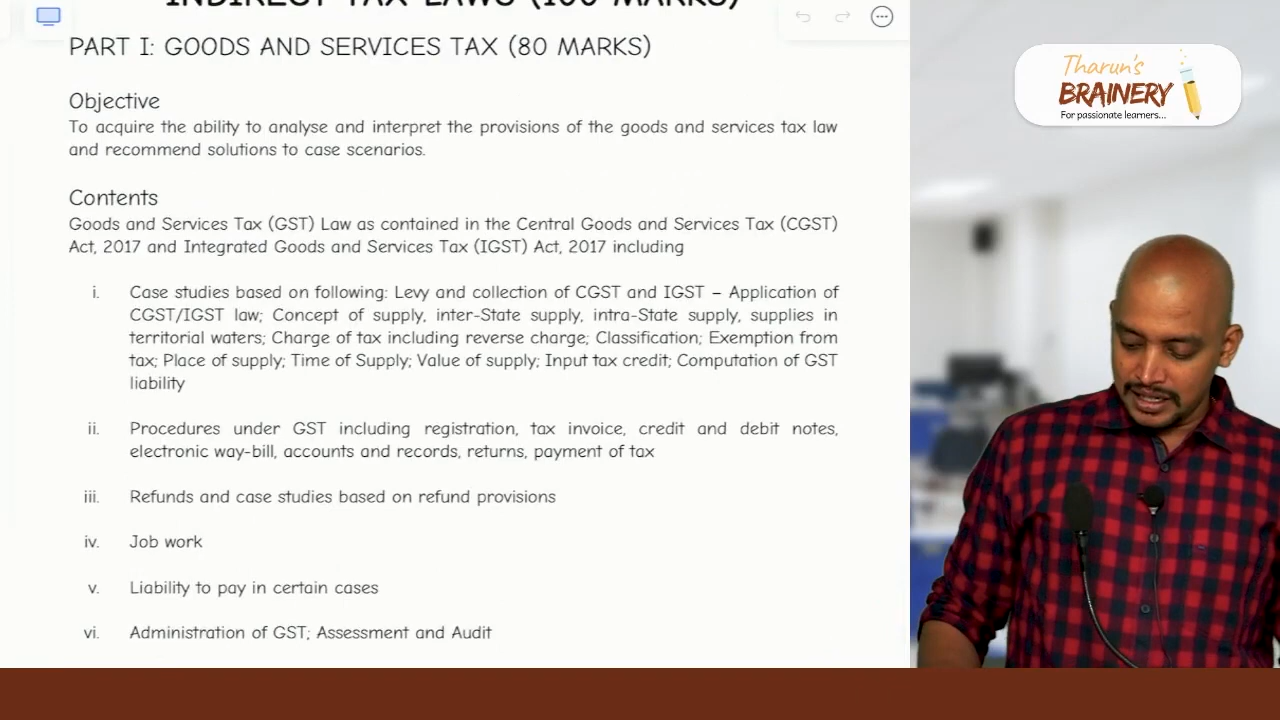 INDIRECT TAX LAWS (100 MARKS)
PART I: GOODS AND SERVICES TAX (80 MARKS)
Objective
To acquire the ability to analyse and interpret the provisions of the goods and services tax law
and recommend solutions to case scenarios.
Contents
Goods and Services Tax (GST) Law as contained in the Central Goods and Services Tax (CGST)
Act, 2017 and Integrated Goods and Services Tax (IGST) Act, 2017 including
i. Case studies based on following: Levy and collection of CGST and IGST – Application of
CGST/IGST law; Concept of supply, inter-State supply, intra-State supply, supplies in
territorial waters; Charge of tax including reverse charge; Classification; Exemption from
tax; Place of supply; Time of Supply; Value of supply; Input tax credit; Computation of GST
liability
ii. Procedures under GST including registration, tax invoice, credit and debit notes,
electronic way-bill, accounts and records, returns, payment of tax
iii. Refunds and case studies based on refund provisions
iv. Job work
v. Liability to pay in certain cases
vi. Administration of GST; Assessment and Audit
Tharun's
BRAINERY
For passionate learners...